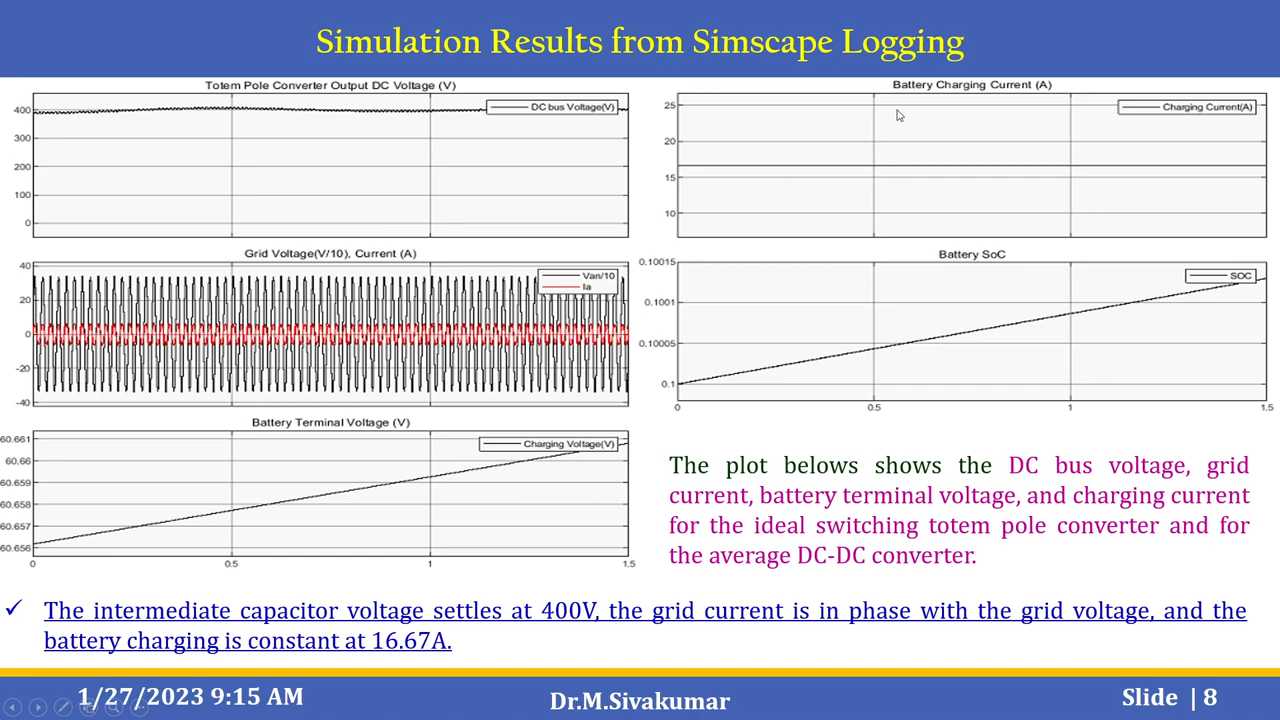 Simulation Results from Simscape Logging
Totem Pole Converter Output DC Voltage (V)
400
300
200
100
0
DC bus Voltage(V)
Grid Voltage(V/10), Current (A)
40
20
0
-20
-40
Van/10
Ia
Battery Terminal Voltage (V)
60.661
60.66
60.659
60.658
60.657
60.656
Charging Voltage(V)
0
0.5
1
1.5
Battery Charging Current (A)
25
20
15
10
Charging Current(A)
Battery SoC
0.10015
0.1001
0.10005
0.1
SOC
0
0.5
1
1.5
The plot belows shows the DC bus voltage, grid
current, battery terminal voltage, and charging current
for the ideal switching totem pole converter and for
the average DC-DC converter.
✓ The intermediate capacitor voltage settles at 400V, the grid current is in phase with the grid voltage, and the
battery charging is constant at 16.67A.
1/27/2023 9:15 AM
Dr.M.Sivakumar
Slide | 8